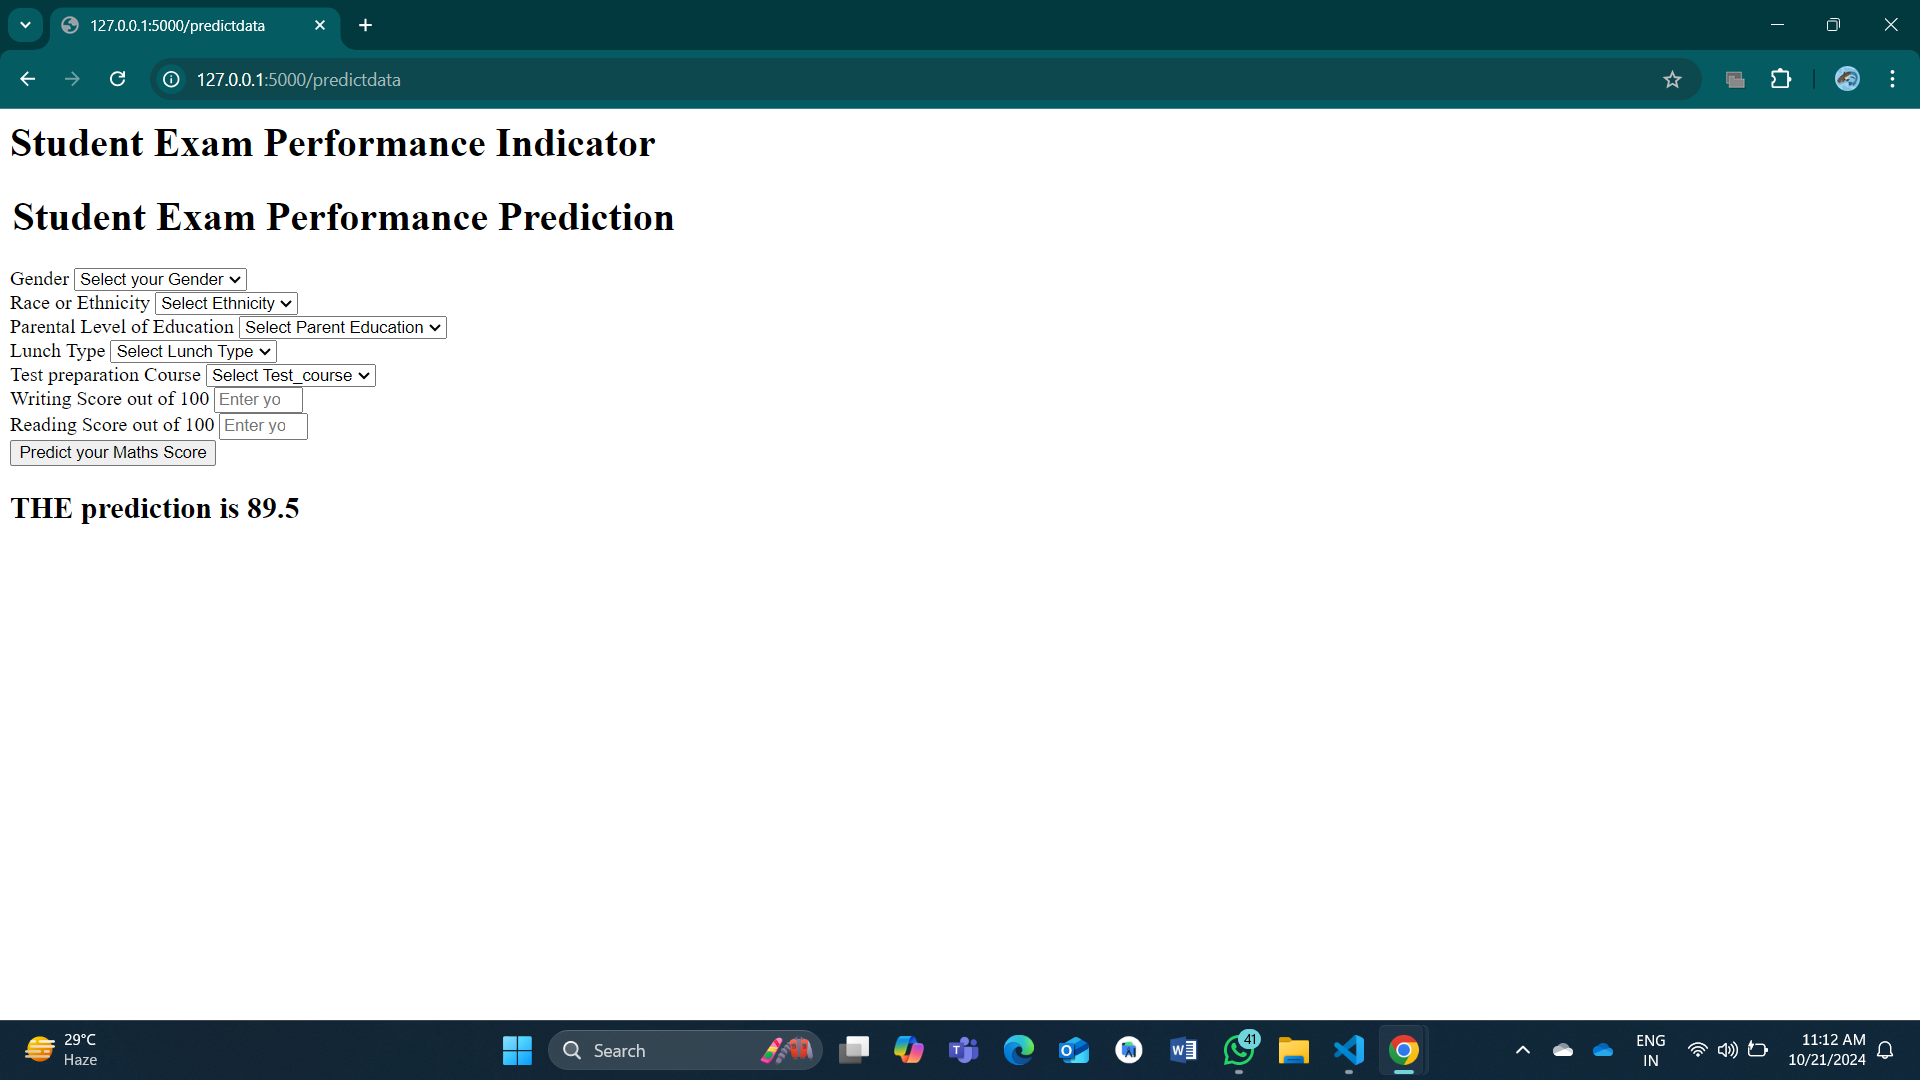 127.0.0.1:5000/predictdata
127.0.0.1:5000/predictdata
Student Exam Performance Indicator
Student Exam Performance Prediction
Gender Select your Gender
Race or Ethnicity Select Ethnicity
Parental Level of Education Select Parent Education
Lunch Type Select Lunch Type
Test preparation Course Select Test_course
Writing Score out of 100 Enter yo
Reading Score out of 100 Enter yo
Predict your Maths Score
THE prediction is 89.5
29°C
Haze
Search
41
ENG
IN
11:12 AM
10/21/2024